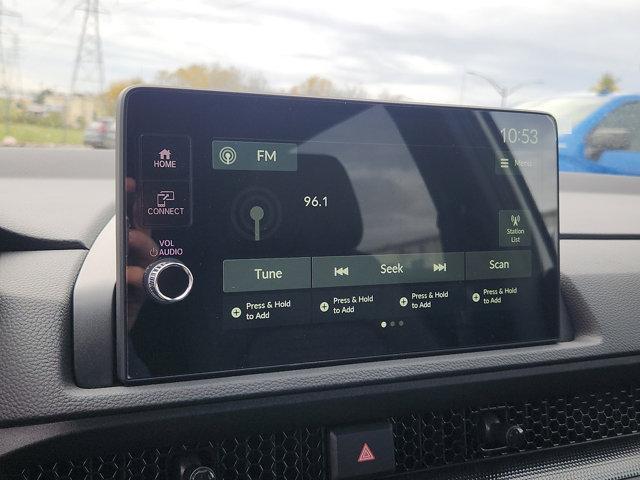 10:53
HOME
FM
Menu
CONNECT
96.1
VOL
AUDIO
Station
List
Tune
Seek
Scan
Press & Hold
to Add
Press & Hold
to Add
Press & Hold
to Add
Press & Hold
to Add